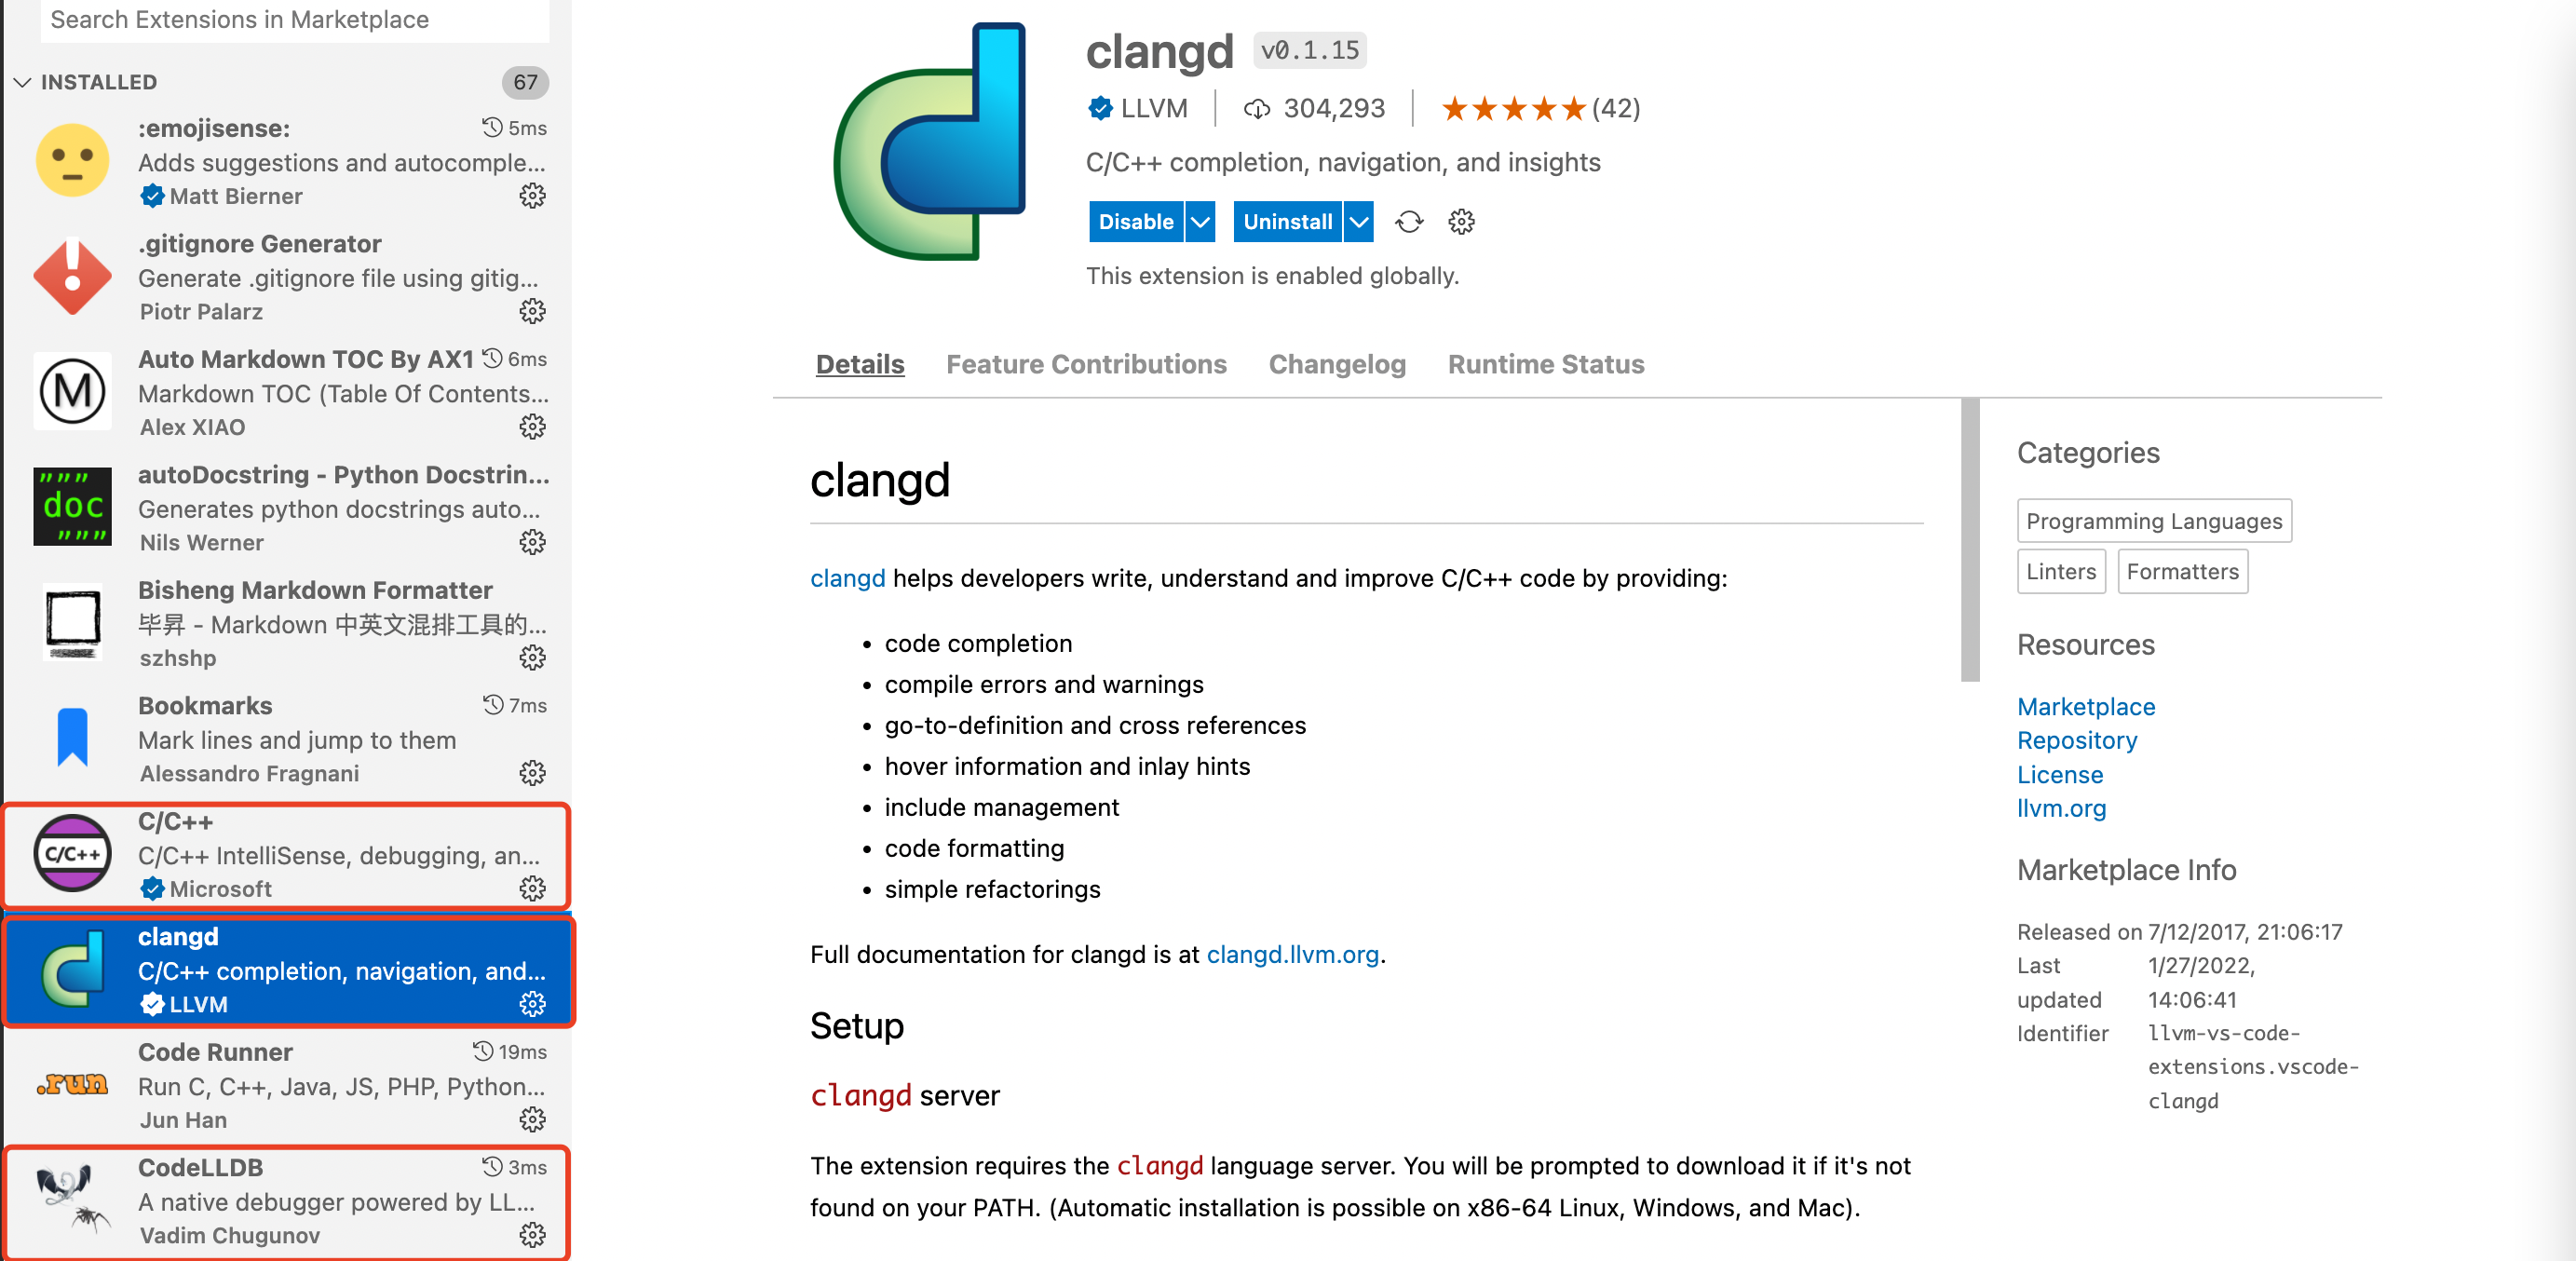 Search Extensions in Marketplace
INSTALLED 67
:emojisense: 5ms
Adds suggestions and autocomple...
Matt Bierner
.gitignore Generator
Generate .gitignore file using gitig...
Piotr Palarz
M
Auto Markdown TOC By AX1 6ms
Markdown TOC (Table Of Contents...
Alex XIAO
""" doc """
autoDocstring - Python Docstrin...
Generates python docstrings auto...
Nils Werner
Bisheng Markdown Formatter
毕昇 - Markdown 中英文混排工具的...
szhshp
Bookmarks 7ms
Mark lines and jump to them
Alessandro Fragnani
C/C++
C/C++
C/C++ IntelliSense, debugging, an...
Microsoft
clangd
C/C++ completion, navigation, and...
LLVM
.run
Code Runner 19ms
Run C, C++, Java, JS, PHP, Python...
Jun Han
CodeLLDB 3ms
A native debugger powered by LL...
Vadim Chugunov
clangd v0.1.15
LLVM 304,293 (42)
C/C++ completion, navigation, and insights
Disable Uninstall
This extension is enabled globally.
Details Feature Contributions Changelog Runtime Status
clangd
clangd helps developers write, understand and improve C/C++ code by providing:
• code completion
• compile errors and warnings
• go-to-definition and cross references
• hover information and inlay hints
• include management
• code formatting
• simple refactorings
Full documentation for clangd is at clangd.llvm.org.
Setup
clangd server
The extension requires the clangd language server. You will be prompted to download it if it's not
found on your PATH. (Automatic installation is possible on x86-64 Linux, Windows, and Mac).
Categories
Programming Languages
Linters Formatters
Resources
Marketplace
Repository
License
llvm.org
Marketplace Info
Released on 7/12/2017, 21:06:17
Last 1/27/2022,
updated 14:06:41
Identifier llvm-vs-code-
extensions.vscode-
clangd